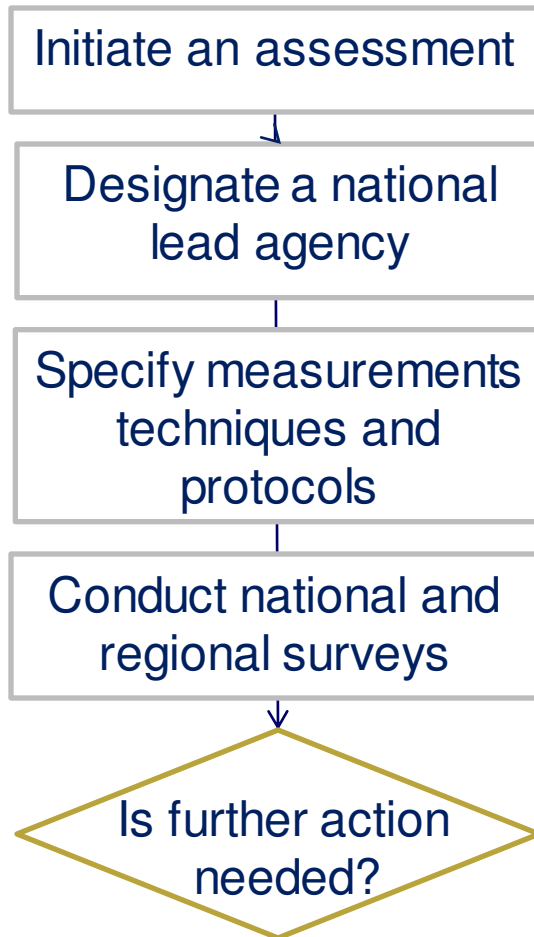 Initiate an assessment
Designate a national
lead agency
Specify measurements
techniques and
protocols
Conduct national and
regional surveys
Is further action
needed?